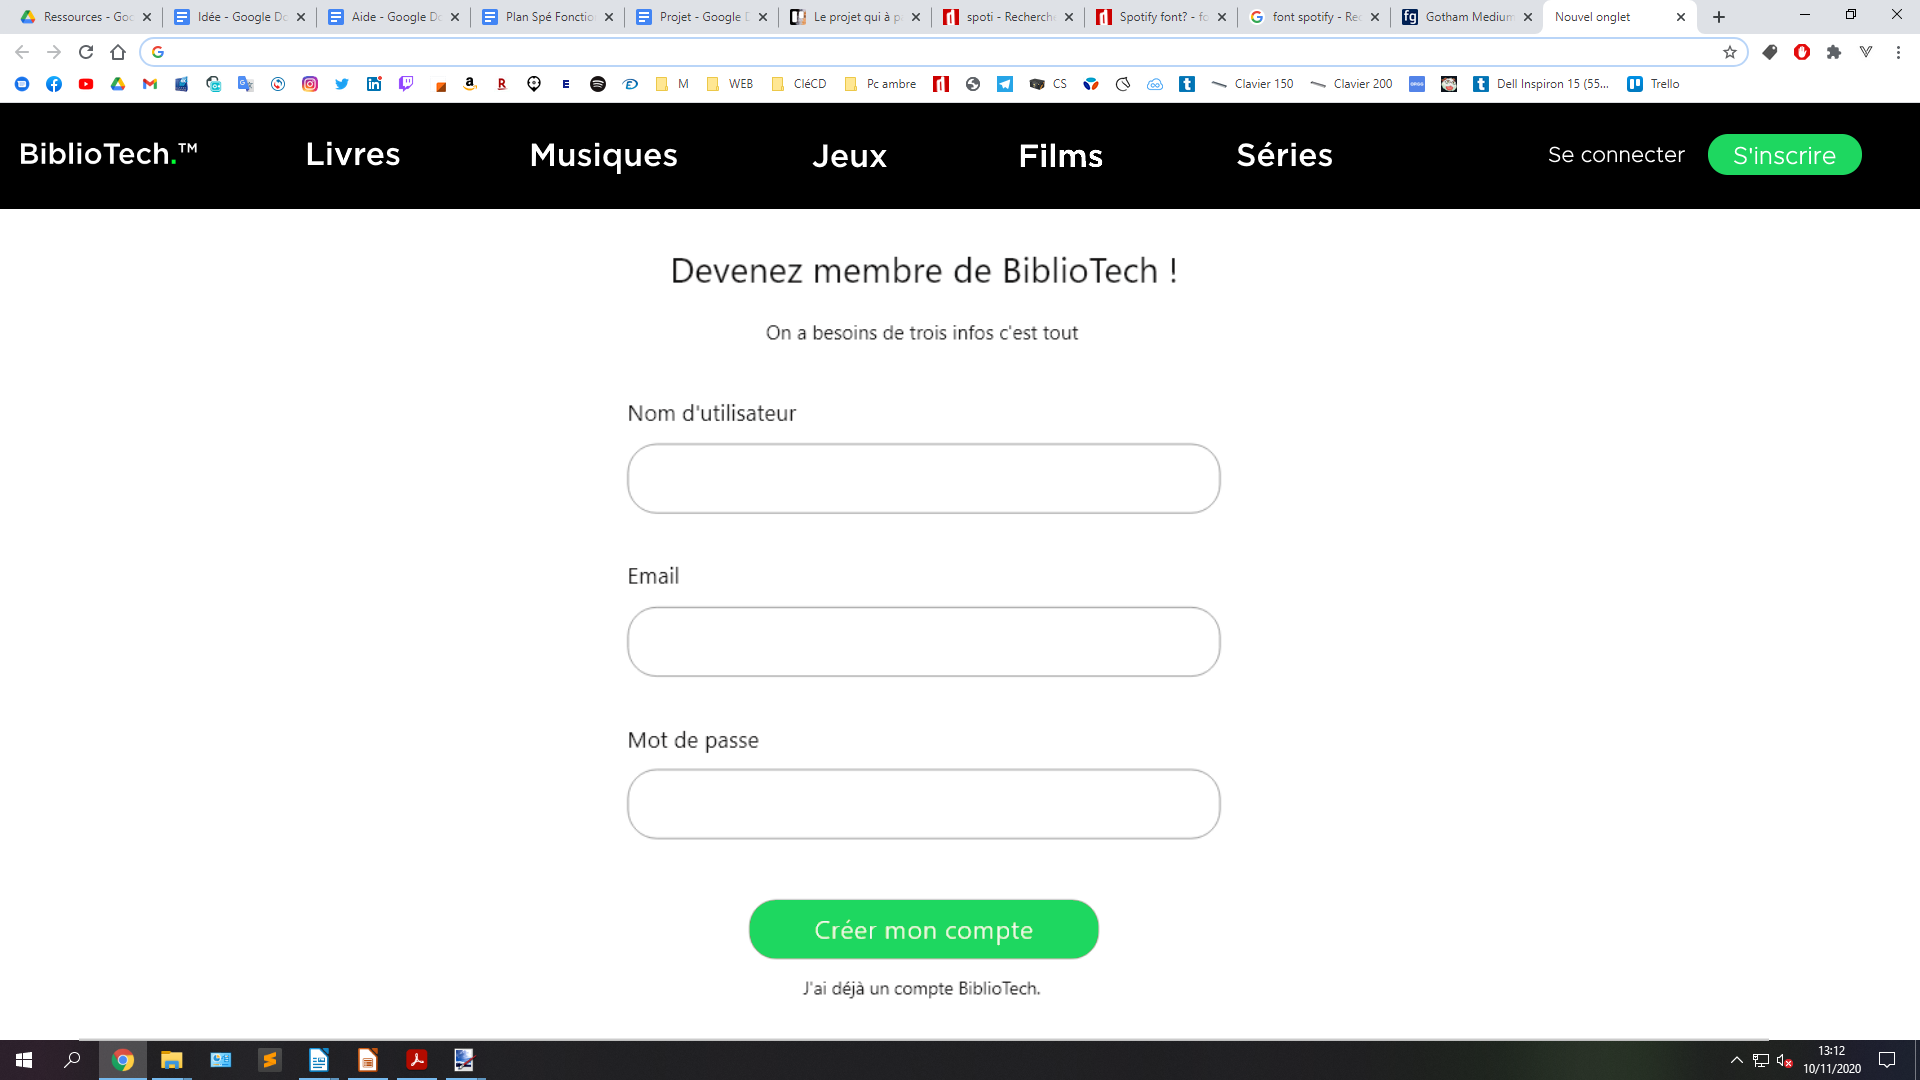 Ressources - Goo
Idée - Google Do
Aide - Google Do
Plan Spé Fonctio
Projet - Google D
Le projet qui à p
spoti - Recherche
Spotify font? - fo
font spotify - Rec
Gotham Medium
Nouvel onglet
M
WEB
CléCD
Pc ambre
CS
Clavier 150
Clavier 200
Dell Inspiron 15 (55...
Trello
BiblioTech.™
Livres
Musiques
Jeux
Films
Séries
Se connecter
S'inscrire
Devenez membre de BiblioTech !
On a besoins de trois infos c'est tout
Nom d'utilisateur
Email
Mot de passe
Créer mon compte
J'ai déjà un compte BiblioTech.
13:12
10/11/2020